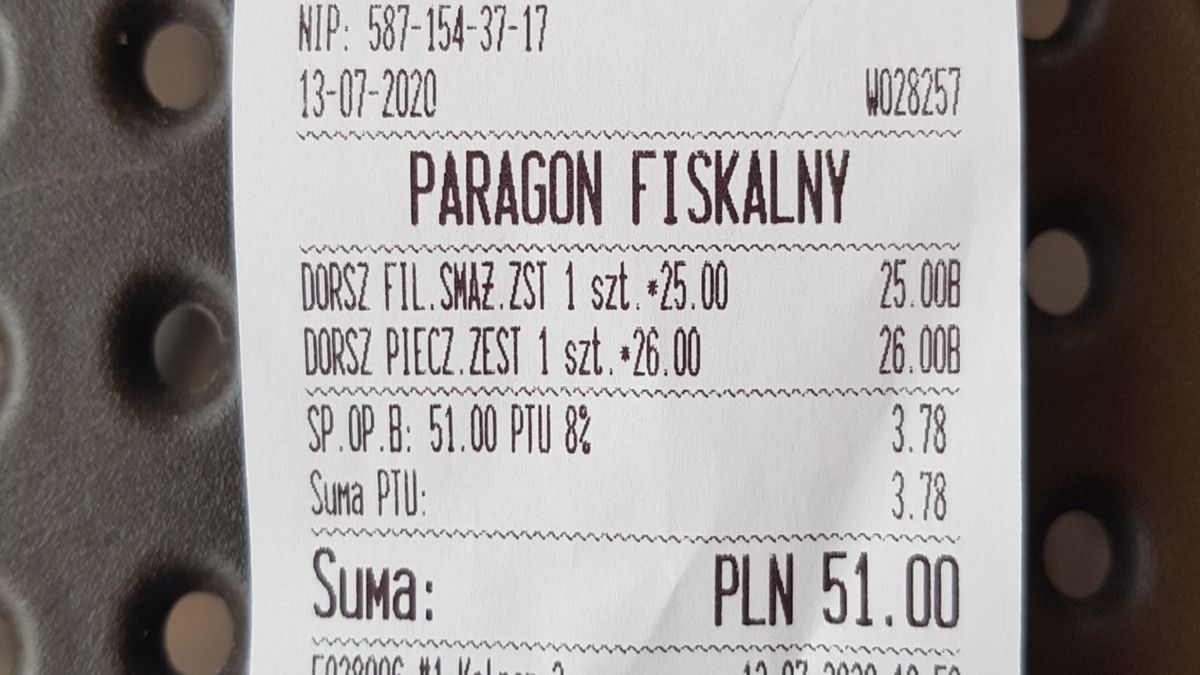 NIP: 587-154-37-17
13-07-2020 W028257
PARAGON FISKALNY
DORSZ FIL.SMAŻ.ZST 1 szt.*25.00 25.00B
DORSZ PIECZ.ZEST 1 szt.*26.00 26.00B
SP.OP.B: 51.00 PTU 8% 3.78
Suma PTU: 3.78
Suma: PLN 51.00